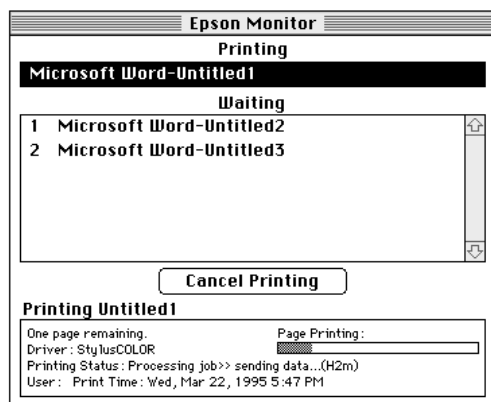 Epson Monitor
Printing
Microsoft Word-Untitled1
Waiting
1 Microsoft Word-Untitled2
2 Microsoft Word-Untitled3
Cancel Printing
Printing Untitled1
One page remaining. Page Printing:
Driver: StylusCOLOR
Printing Status: Processing job>> sending data...(H2m)
User: Print Time: Wed, Mar 22, 1995 5:47 PM